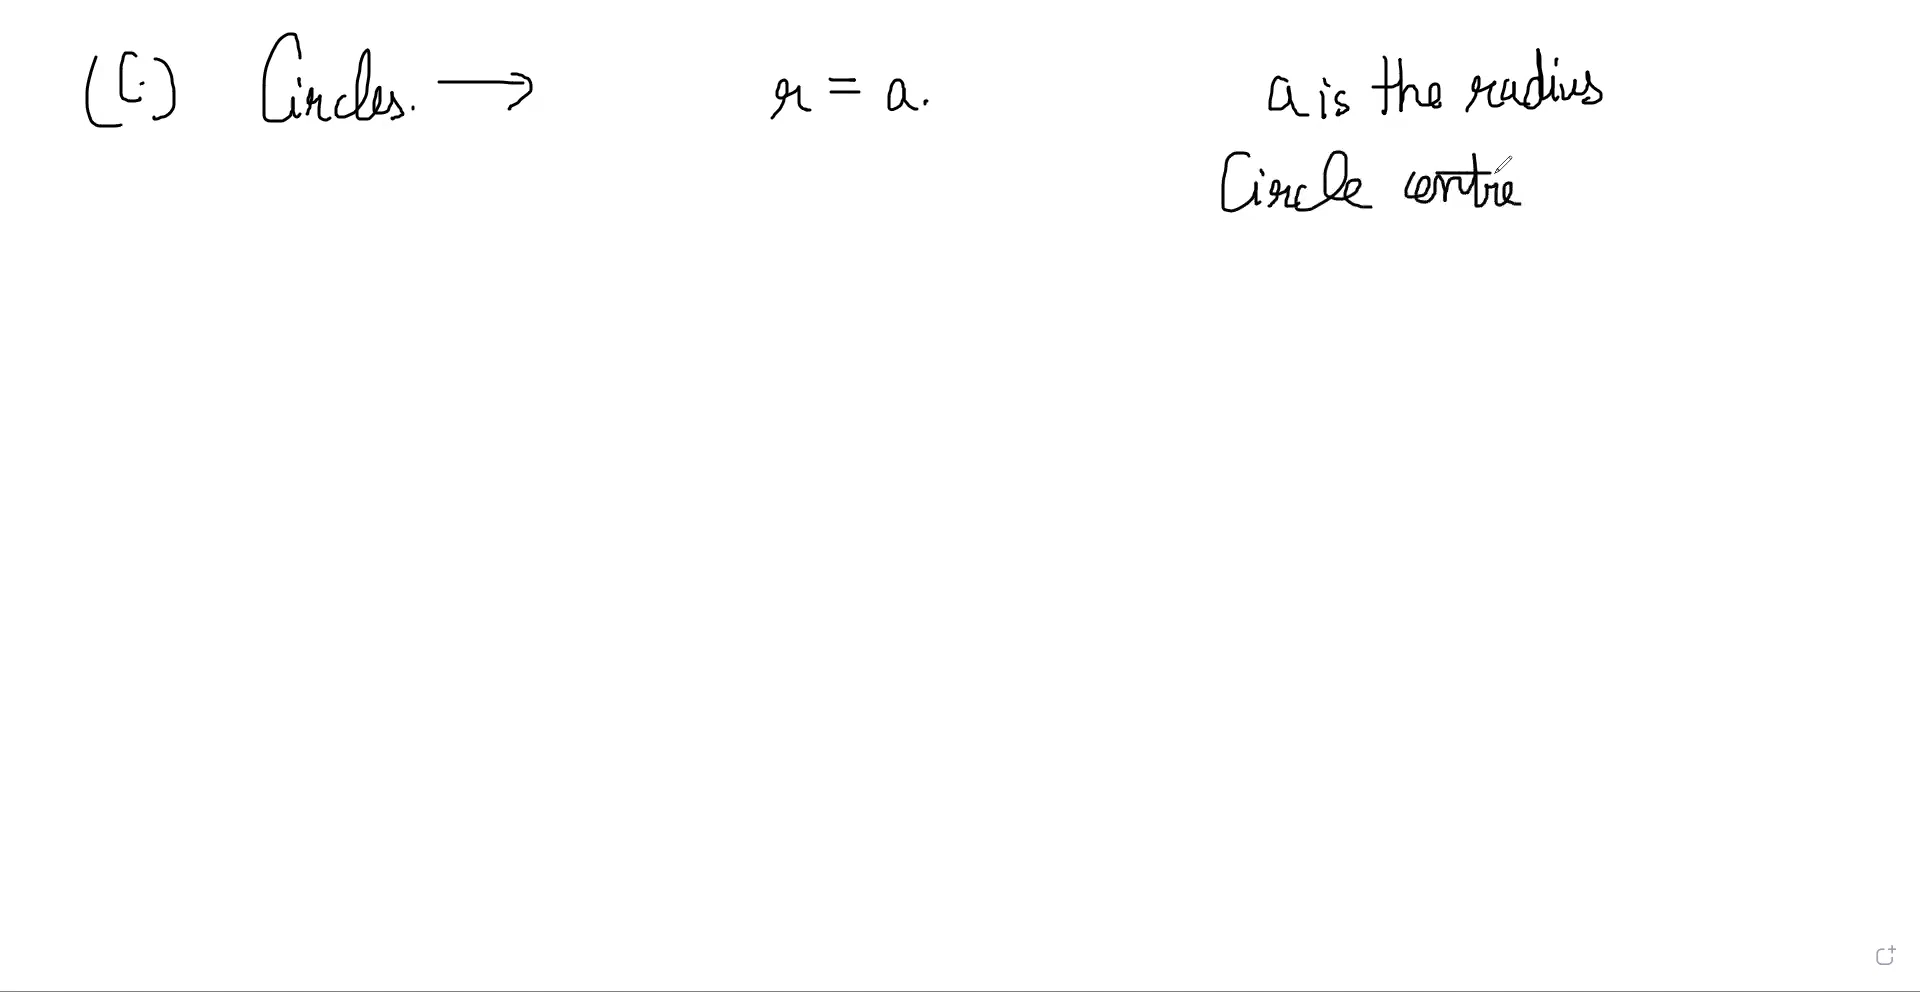 (C.) Circles. → r = a. a is the radius
Circle centre